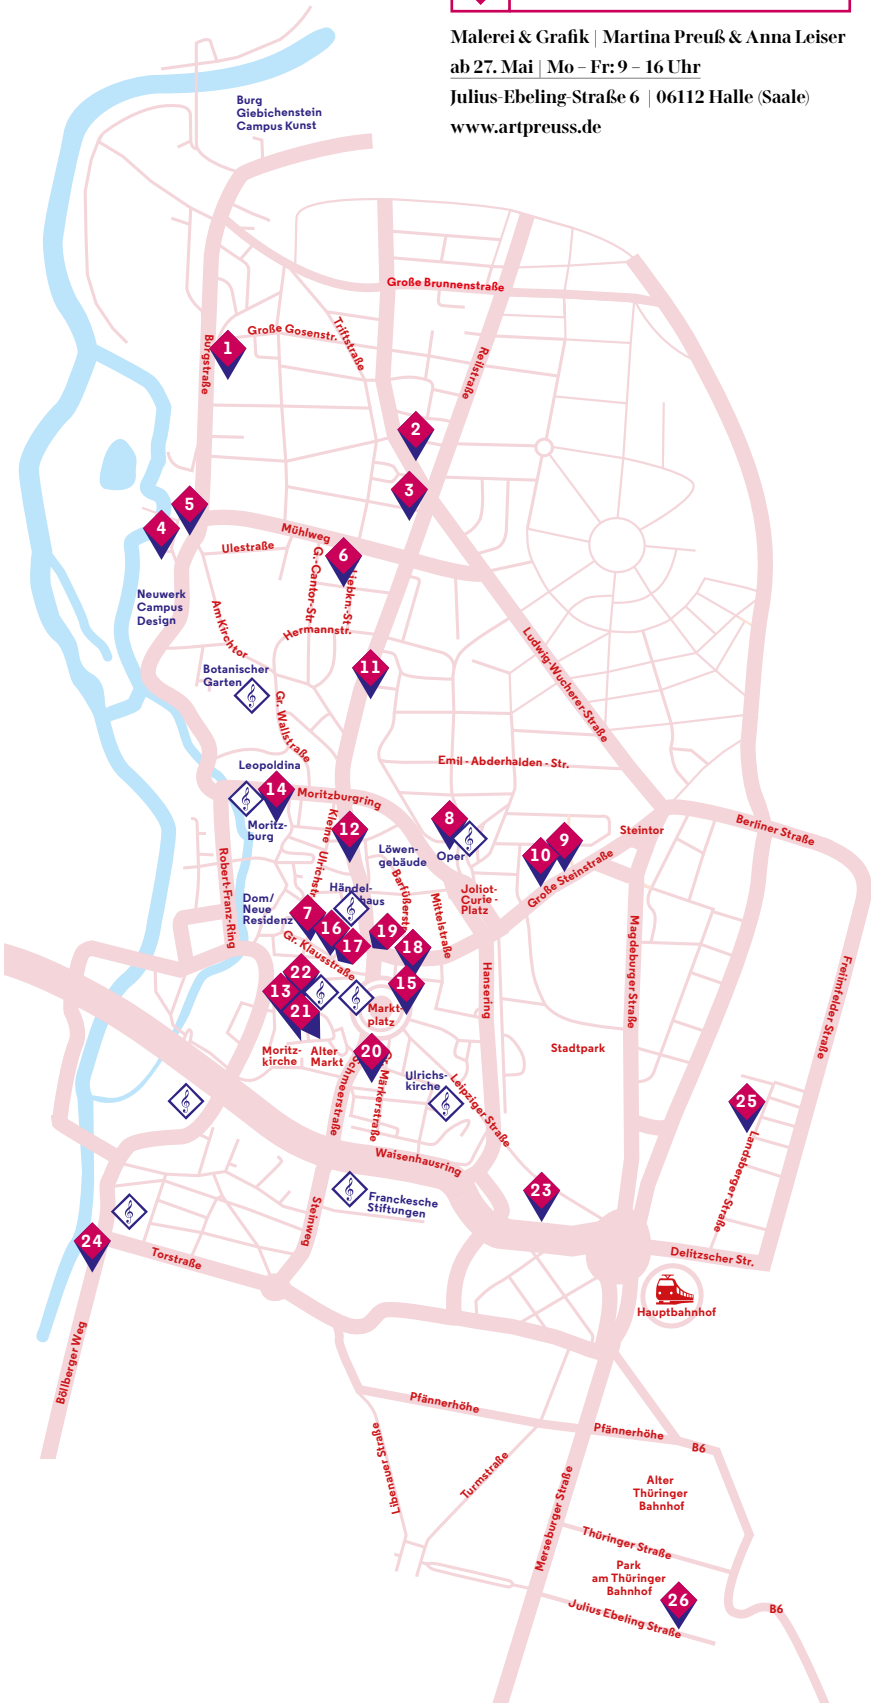 Malerei & Grafik | Martina Preuß & Anna Leiser
ab 27. Mai | Mo – Fr: 9 – 16 Uhr
Julius-Ebeling-Straße 6 | 06112 Halle (Saale)
www.artpreuss.de
Burg
Giebichenstein
Campus Kunst
Große Brunnenstraße
Große Gosenstr.
Triftstraße
Burgstraße
1
Reilstraße
2
3
5
4
Mühlweg
Ulestraße
6
G.-Cantor-Str
Liebkn.-St
Neuwerk
Campus
Design
Am Kirchtor
Hermannstr.
Ludwig-Wucherer-Straße
11
Botanischer
Garten
Gr. Wallstraße
Emil - Abderhalden - Str.
Leopoldina
14
Moritzburgring
Moritz-
burg
12
Kleine Ulrichstr
8
Oper
9
10
Steintor
Berliner Straße
Löwen-
gebäude
Große Steinstraße
Robert-Franz-Ring
Händel-
haus
Barfüßerst
Joliot-
Curie -
Platz
Mittelstraße
Dom/
Neue
Residenz
7
16
17
19
18
Gr. Klausstraße
Magdeburger Straße
Freiimfelder Straße
Hansering
22
13
21
15
Markt-
platz
Moritz-
kirche
Alter
Markt
20
Stadtpark
Ulrichs-
kirche
Leipziger Straße
Schmeerstraße
Märkerstraße
25
Landsberger Straße
Waisenhausring
23
Franckesche
Stiftungen
Steinweg
24
Torstraße
Delitzscher Str.
Hauptbahnhof
Böllberger Weg
Pfännerhöhe
Pfännerhöhe
B6
Libenauer Straße
Turmstraße
Alter
Thüringer
Bahnhof
Merseburger Straße
Thüringer Straße
Park
am Thüringer
Bahnhof
26
Julius Ebeling Straße
B6